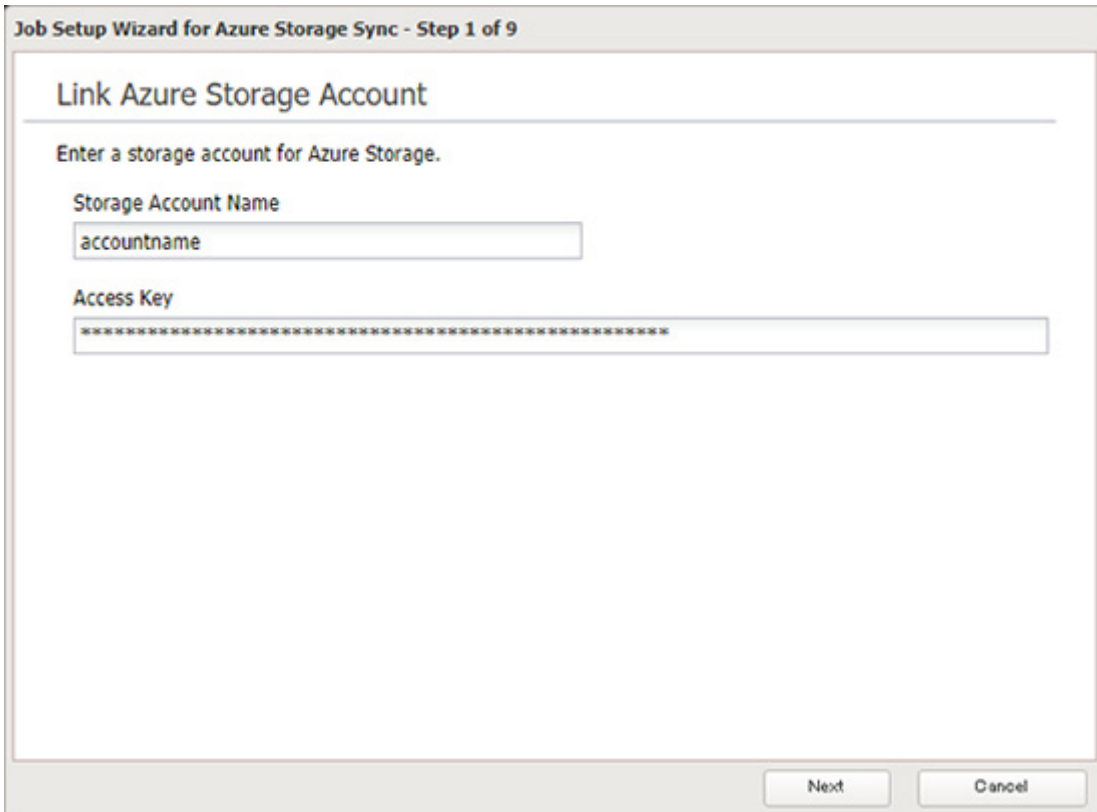 Job Setup Wizard for Azure Storage Sync - Step 1 of 9
Link Azure Storage Account
Enter a storage account for Azure Storage.
Storage Account Name
accountname
Access Key
*****************************************************
Next
Cancel